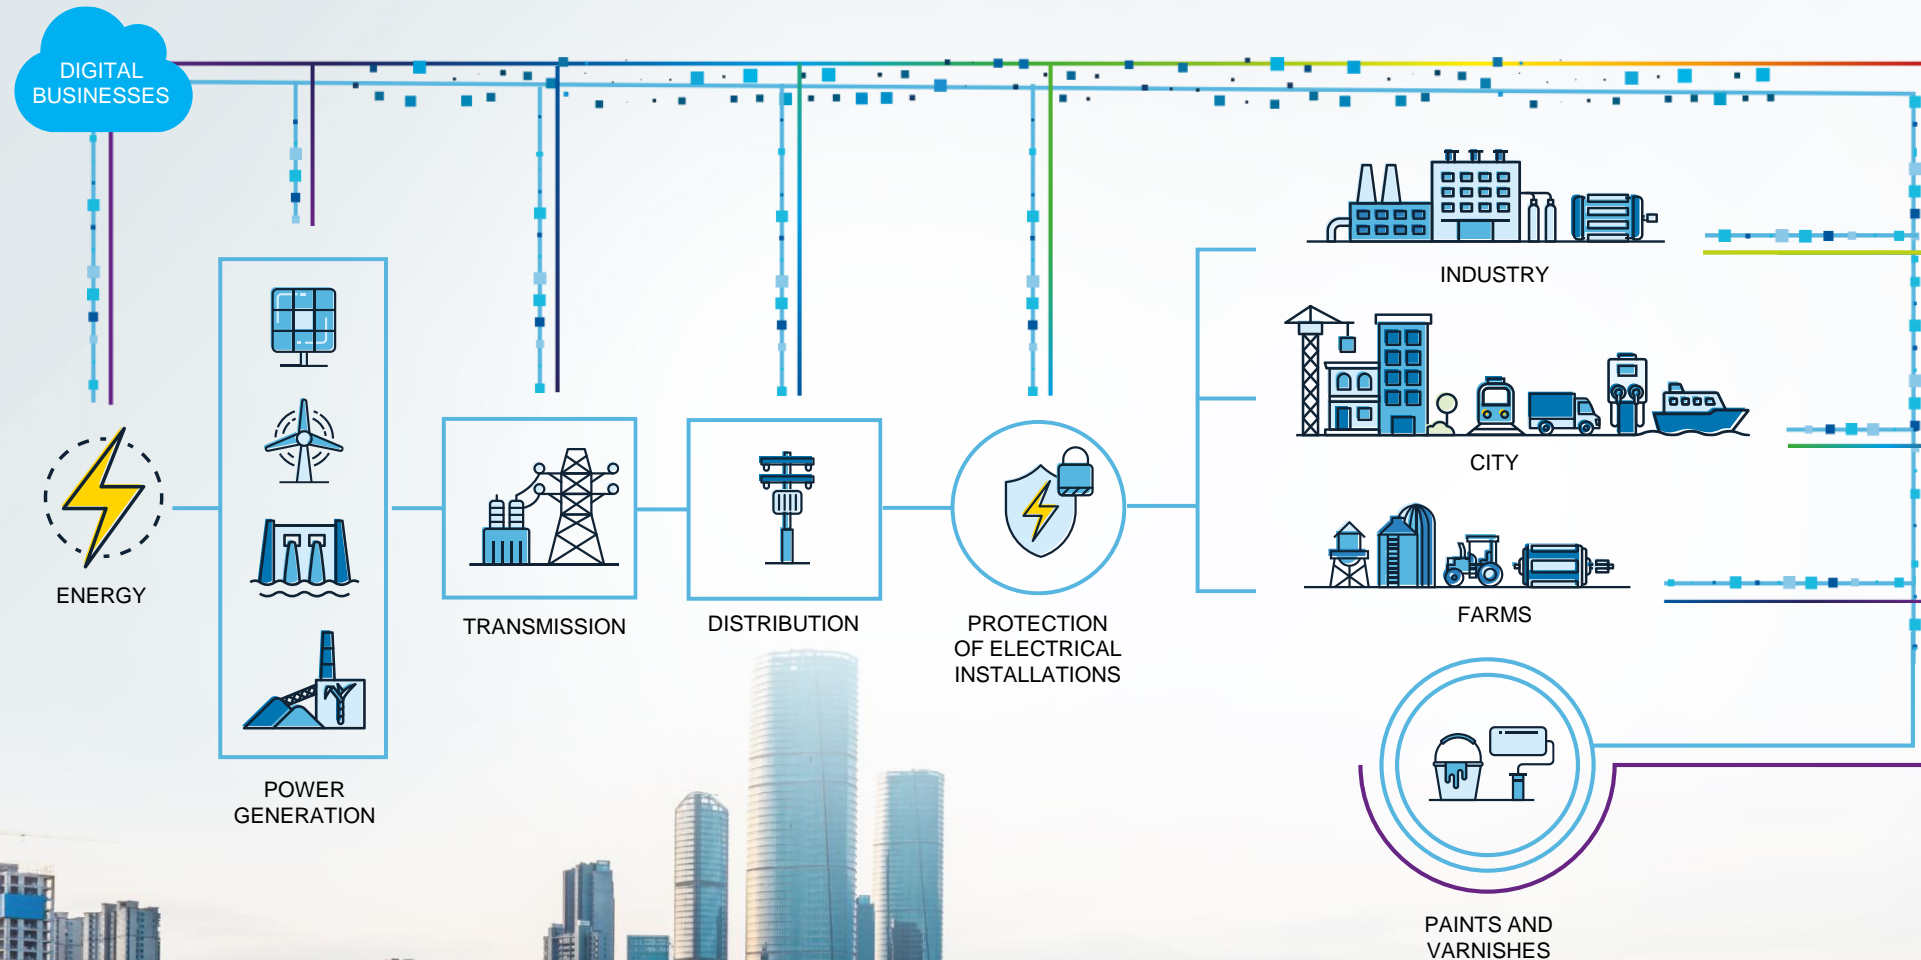 DIGITAL
BUSINESSES
INDUSTRY
CITY
ENERGY
FARMS
TRANSMISSION
DISTRIBUTION
PROTECTION
OF ELECTRICAL
INSTALLATIONS
POWER
GENERATION
PAINTS AND
VARNISHES